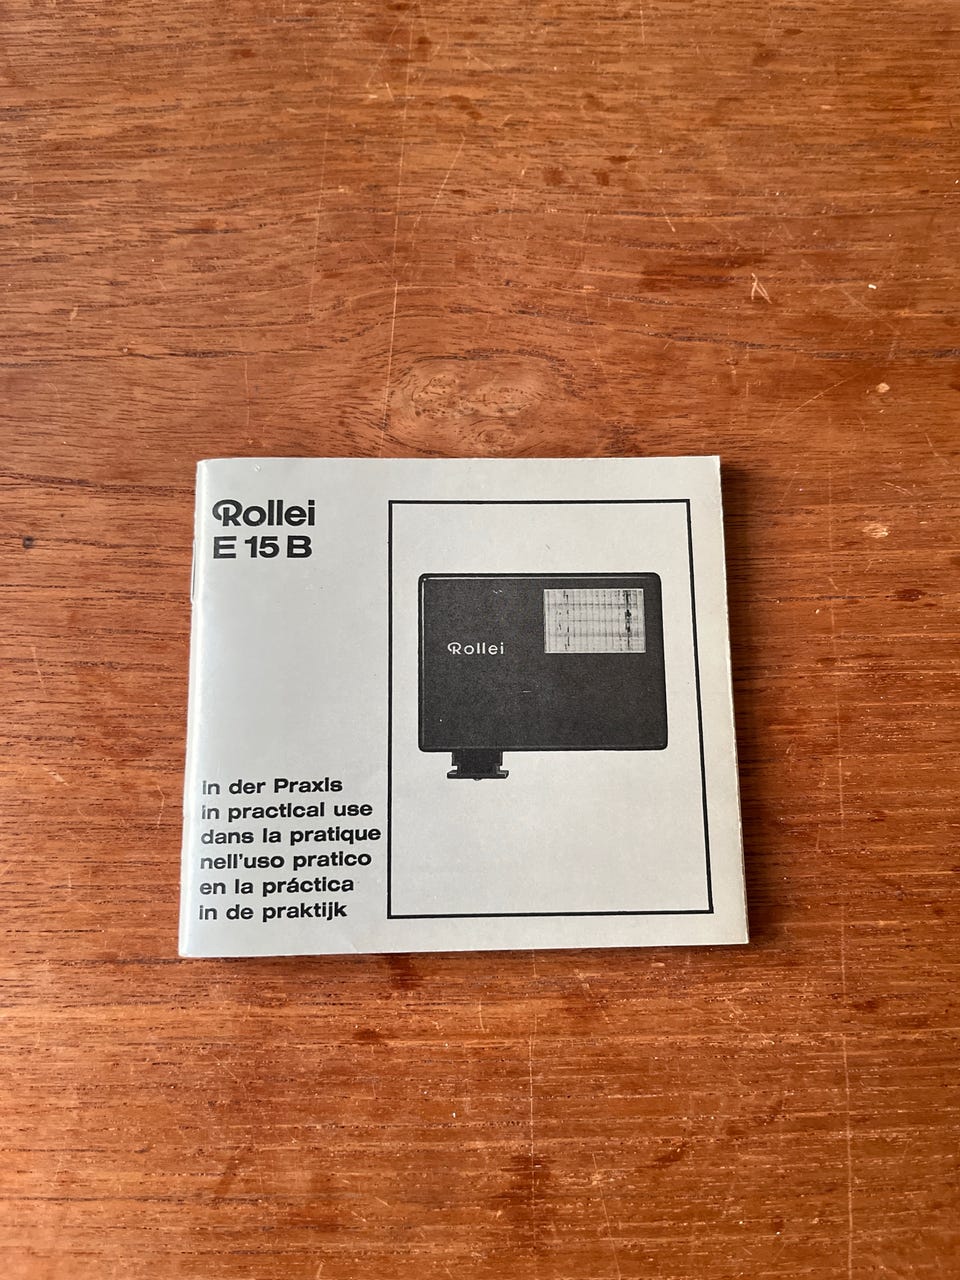 Rollei
E 15 B
Rollei
in der Praxis
in practical use
dans la pratique
nell'uso pratico
en la práctica
in de praktijk